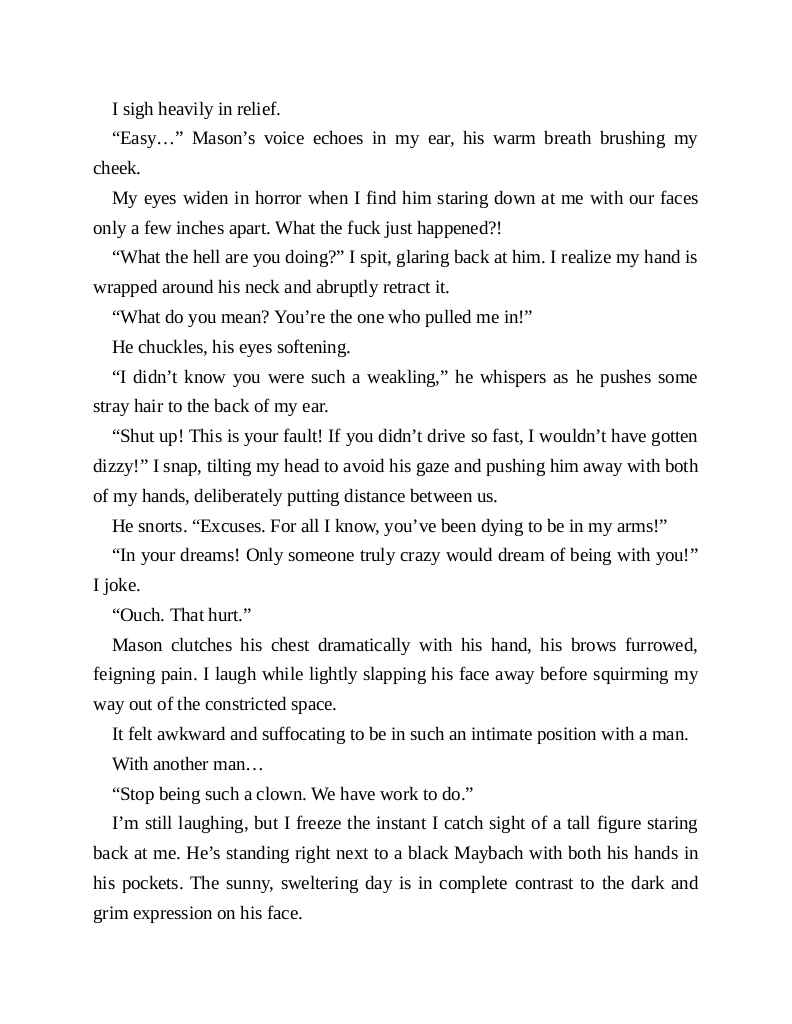 I sigh heavily in relief.
“Easy…” Mason’s voice echoes in my ear, his warm breath brushing my
cheek.
My eyes widen in horror when I find him staring down at me with our faces
only a few inches apart. What the fuck just happened?!
“What the hell are you doing?” I spit, glaring back at him. I realize my hand is
wrapped around his neck and abruptly retract it.
“What do you mean? You’re the one who pulled me in!”
He chuckles, his eyes softening.
“I didn’t know you were such a weakling,” he whispers as he pushes some
stray hair to the back of my ear.
“Shut up! This is your fault! If you didn’t drive so fast, I wouldn’t have gotten
dizzy!” I snap, tilting my head to avoid his gaze and pushing him away with both
of my hands, deliberately putting distance between us.
He snorts. “Excuses. For all I know, you’ve been dying to be in my arms!”
“In your dreams! Only someone truly crazy would dream of being with you!”
I joke.
“Ouch. That hurt.”
Mason clutches his chest dramatically with his hand, his brows furrowed,
feigning pain. I laugh while lightly slapping his face away before squirming my
way out of the constricted space.
It felt awkward and suffocating to be in such an intimate position with a man.
With another man…
“Stop being such a clown. We have work to do.”
I’m still laughing, but I freeze the instant I catch sight of a tall figure staring
back at me. He’s standing right next to a black Maybach with both his hands in
his pockets. The sunny, sweltering day is in complete contrast to the dark and
grim expression on his face.